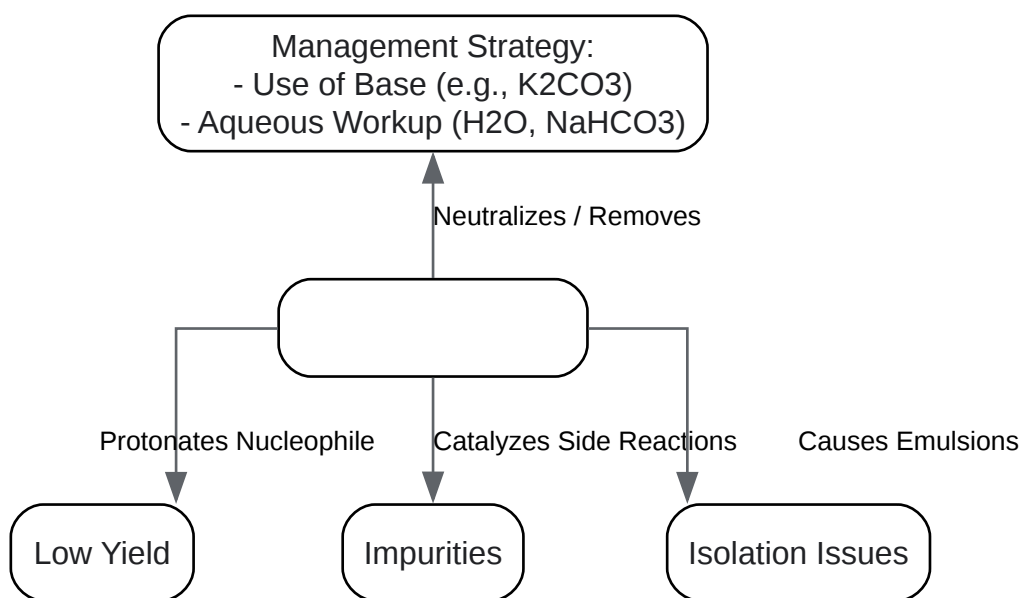 Management Strategy:
- Use of Base (e.g., K2CO3)
- Aqueous Workup (H2O, NaHCO3)
Neutralizes / Removes
Protonates Nucleophile
Catalyzes Side Reactions
Causes Emulsions
Low Yield
Impurities
Isolation Issues